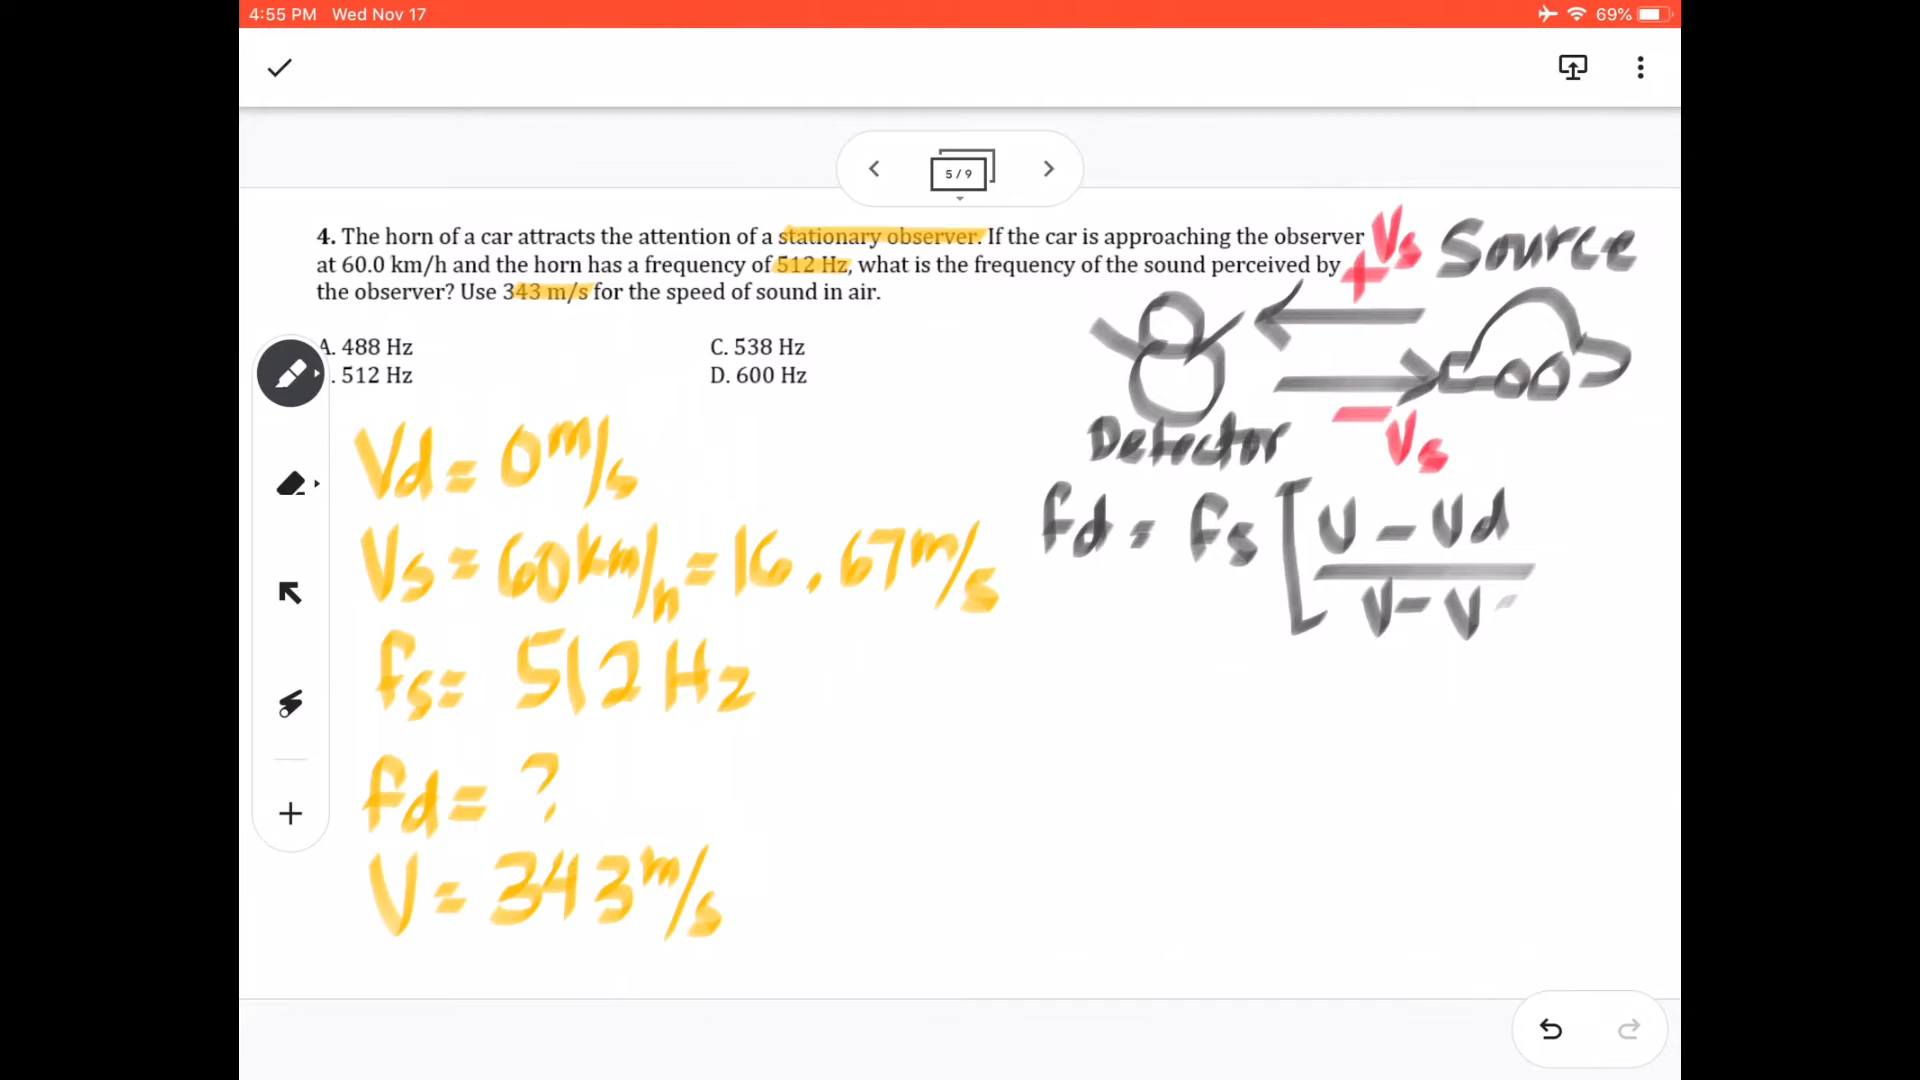 4:55 PM Wed Nov 17
69%
5 / 9
4. The horn of a car attracts the attention of a stationary observer. If the car is approaching the observer
at 60.0 km/h and the horn has a frequency of 512 Hz, what is the frequency of the sound perceived by
the observer? Use 343 m/s for the speed of sound in air.
A. 488 Hz
. 512 Hz
C. 538 Hz
D. 600 Hz
+Vs
Source
Detector
-Vs
Vd = 0 m/s
Vs = 60 km/h = 16.67 m/s
fs = 512 Hz
fd = ?
V = 343 m/s
fd = fs [V - Vd
V - V